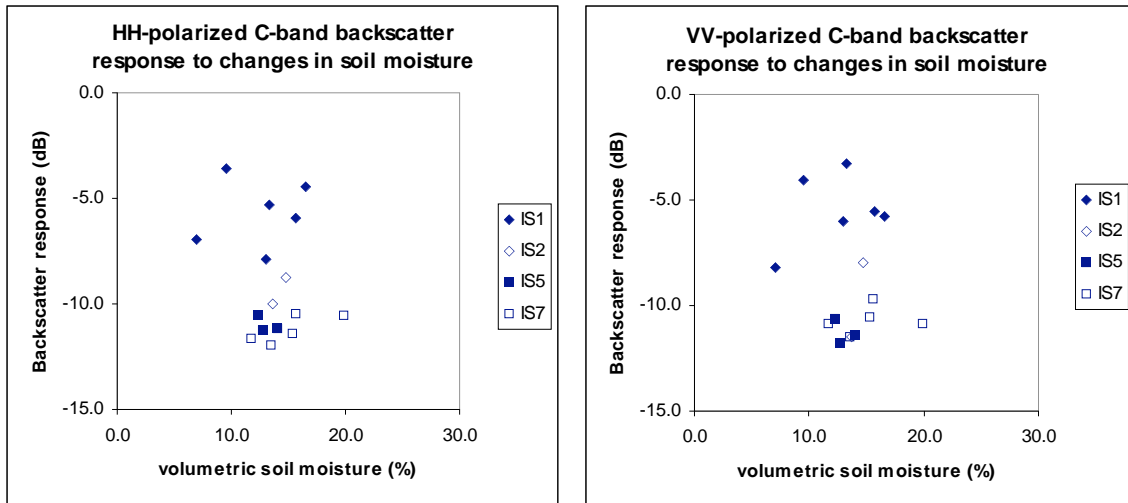 HH-polarized C-band backscatter
response to changes in soil moisture
0.0
-5.0
-10.0
-15.0
0.0 10.0 20.0 30.0
volumetric soil moisture (%)
Backscatter response (dB)
IS1
IS2
IS5
IS7
VV-polarized C-band backscatter
response to changes in soil moisture
0.0
-5.0
-10.0
-15.0
0.0 10.0 20.0 30.0
volumetric soil moisture (%)
Backscatter response (dB)
IS1
IS2
IS5
IS7